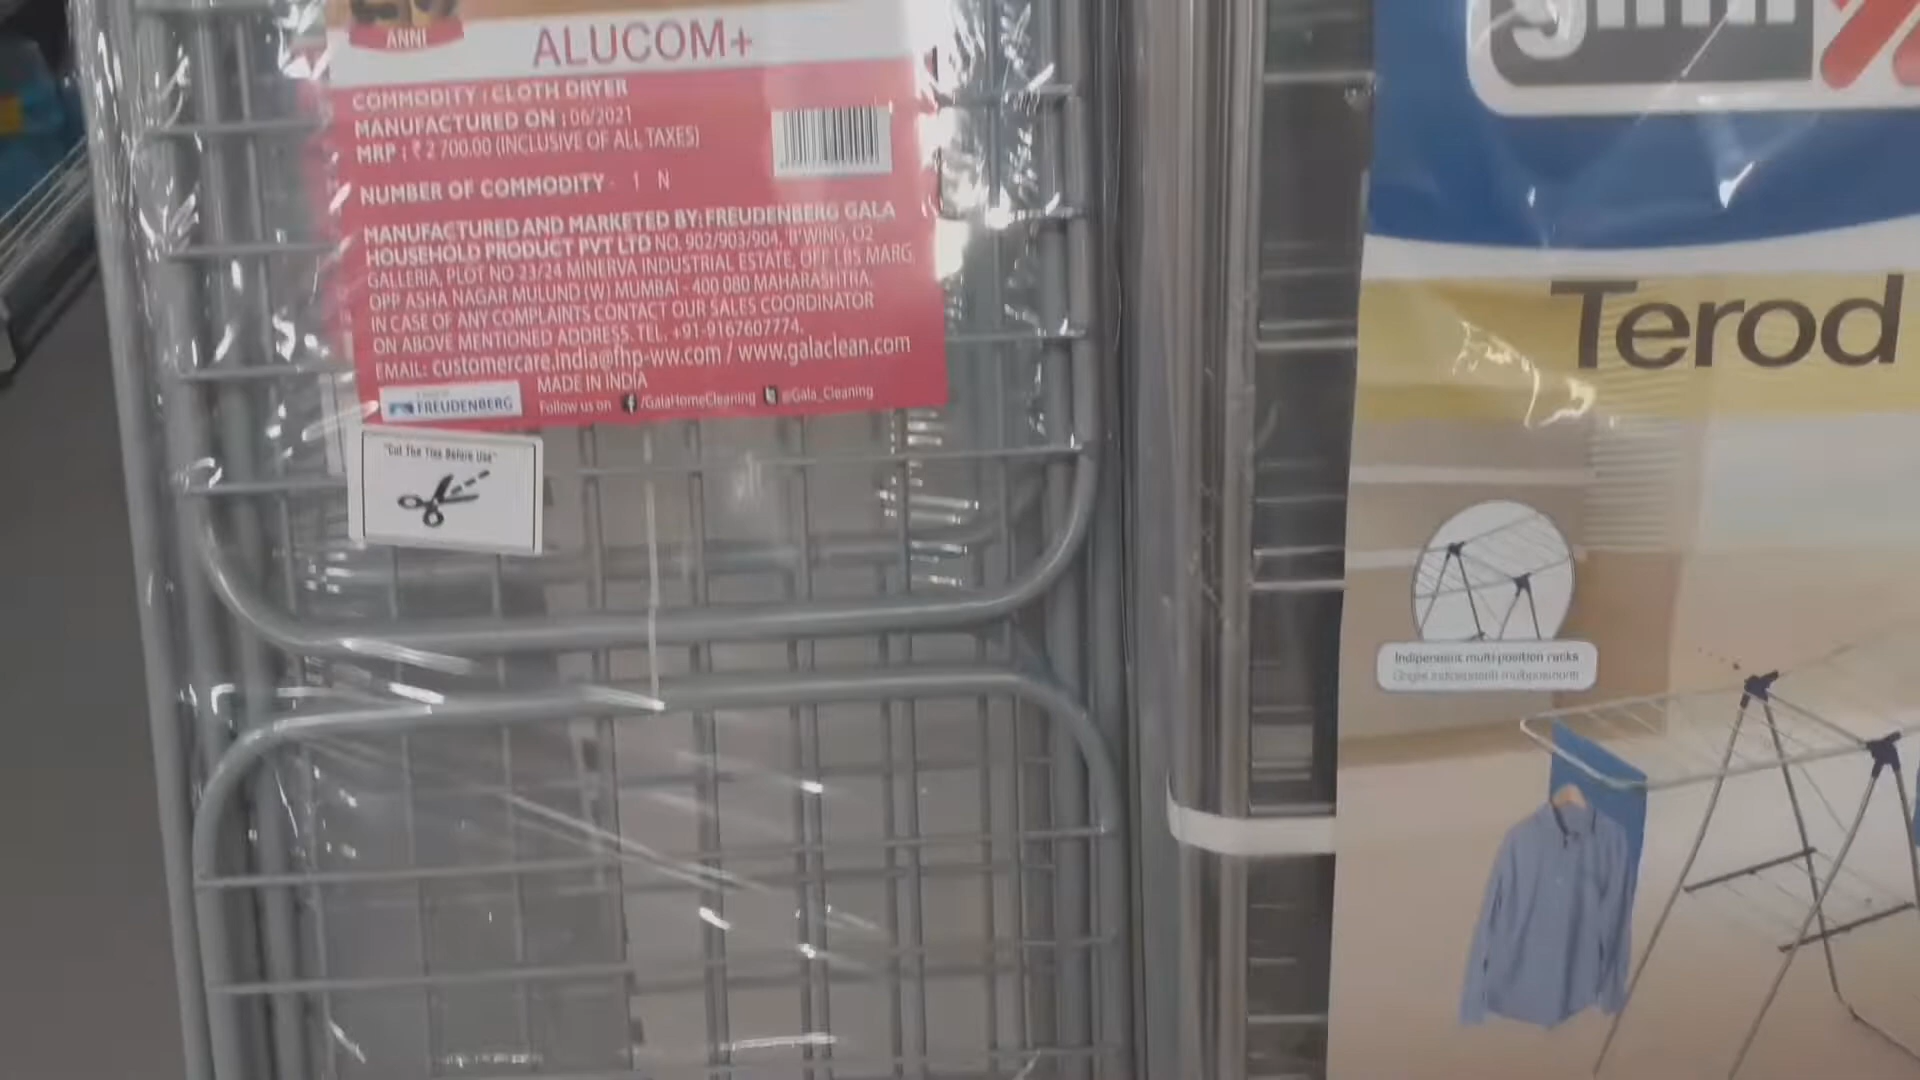 ANNI
ALUCOM+
COMMODITY : CLOTH DRYER
MANUFACTURED ON : 06/2021
MRP : ₹ 2700.00 (INCLUSIVE OF ALL TAXES)
NUMBER OF COMMODITY - 1 N
MANUFACTURED AND MARKETED BY: FREUDENBERG GALA
HOUSEHOLD PRODUCT PVT LTD NO. 902/903/904, 'B' WING, O2
GALLERIA, PLOT NO 23/24 MINERVA INDUSTRIAL ESTATE, OFF LBS MARG,
OPP ASHA NAGAR MULUND (W) MUMBAI - 400 080 MAHARASHTRA.
IN CASE OF ANY COMPLAINTS CONTACT OUR SALES COORDINATOR
ON ABOVE MENTIONED ADDRESS. TEL. +91-9167607774.
EMAIL: customercare.india@fhp-ww.com / www.galaclean.com
MADE IN INDIA
FREUDENBERG
Follow us on /GalaHomeCleaning @Gala_Cleaning
"Cut The Ties Before Use"
Terod
multi position racks